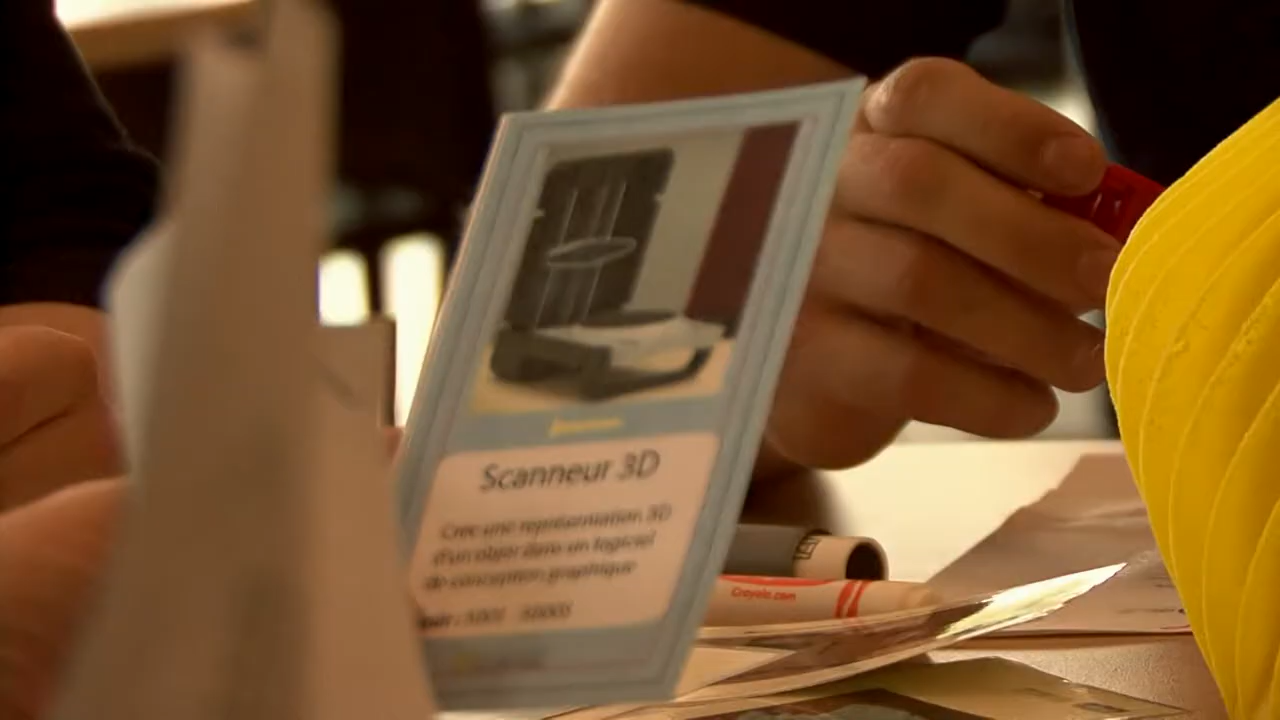 Scanneur 3D
Crée une représentation 3D
d'un objet dans un logiciel
de conception graphique
Crayola.com